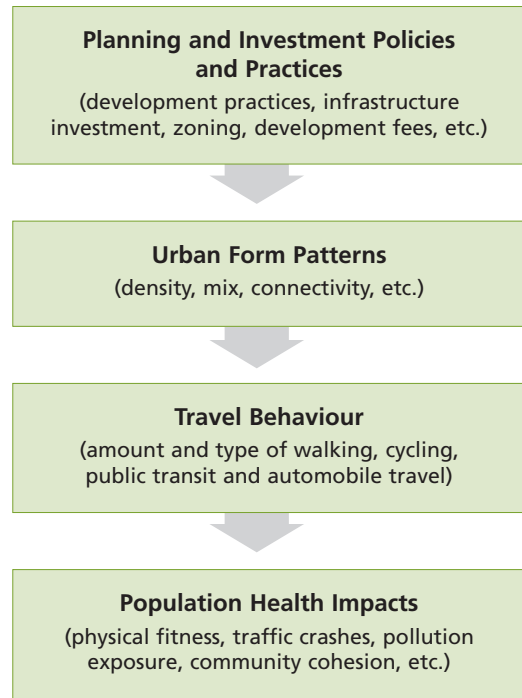 Planning and Investment Policies
and Practices
(development practices, infrastructure
investment, zoning, development fees, etc.)
Urban Form Patterns
(density, mix, connectivity, etc.)
Travel Behaviour
(amount and type of walking, cycling,
public transit and automobile travel)
Population Health Impacts
(physical fitness, traffic crashes, pollution
exposure, community cohesion, etc.)